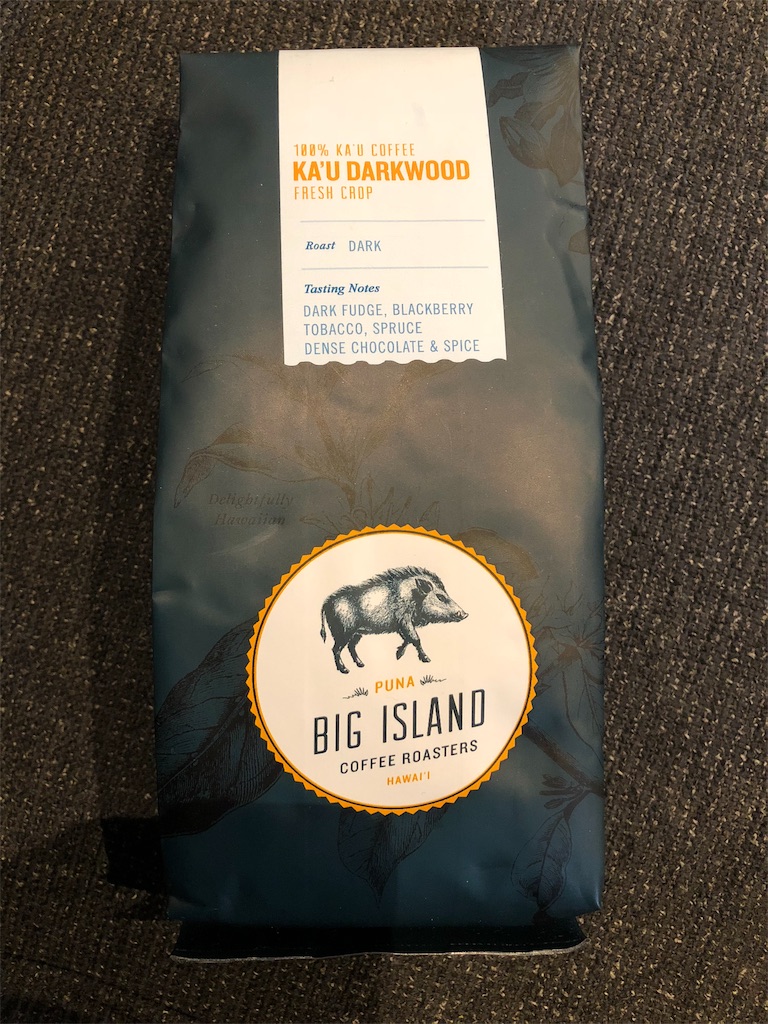 100% KA'U COFFEE
KA'U DARKWOOD
FRESH CROP
Roast DARK
Tasting Notes
DARK FUDGE, BLACKBERRY
TOBACCO, SPRUCE
DENSE CHOCOLATE & SPICE
Delightfully
Hawaiian
PUNA
BIG ISLAND
COFFEE ROASTERS
HAWAI'I